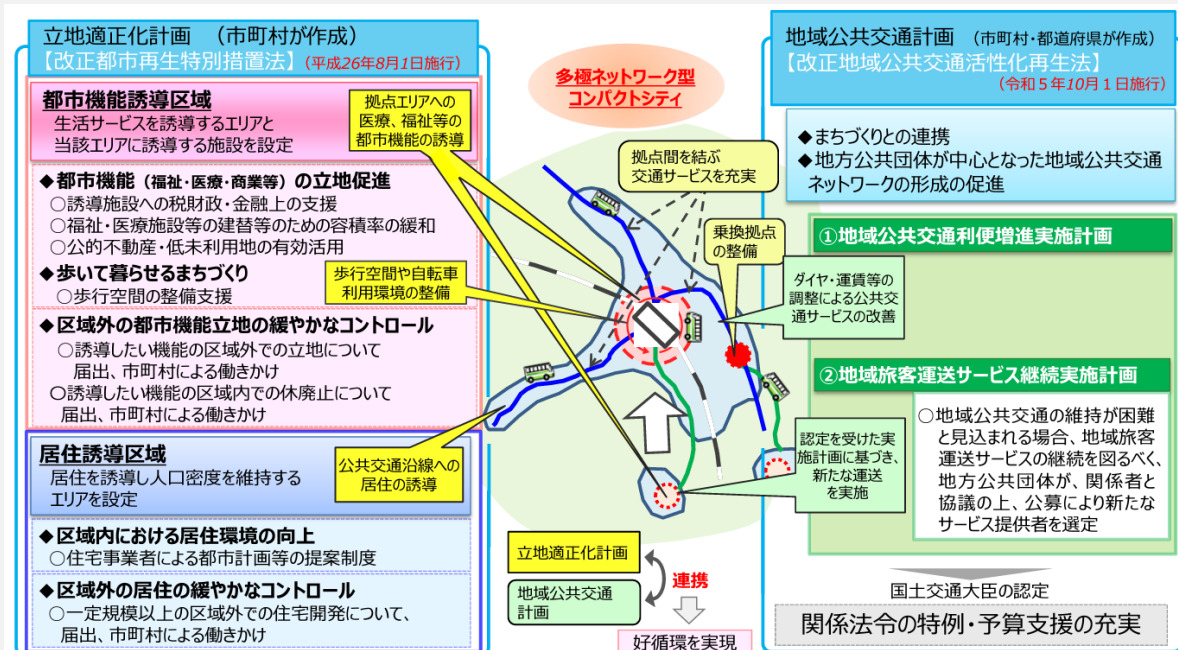 立地適正化計画　（市町村が作成）
【改正都市再生特別措置法】（平成26年8月1日施行）
都市機能誘導区域
生活サービスを誘導するエリアと
当該エリアに誘導する施設を設定
◆都市機能（福祉・医療・商業等）の立地促進
○誘導施設への税財政・金融上の支援
○福祉・医療施設等の建替等のための容積率の緩和
○公的不動産・低未利用地の有効活用
◆歩いて暮らせるまちづくり
○歩行空間の整備支援
◆区域外の都市機能立地の緩やかなコントロール
○誘導したい機能の区域外での立地について
届出、市町村による働きかけ
○誘導したい機能の区域内での休廃止について
届出、市町村による働きかけ
居住誘導区域
居住を誘導し人口密度を維持する
エリアを設定
◆区域内における居住環境の向上
○住宅事業者による都市計画等の提案制度
◆区域外の居住の緩やかなコントロール
○一定規模以上の区域外での住宅開発について、
届出、市町村による働きかけ
多極ネットワーク型
コンパクトシティ
拠点エリアへの
医療、福祉等の
都市機能の誘導
拠点間を結ぶ
交通サービスを充実
乗換拠点
の整備
歩行空間や自転車
利用環境の整備
ダイヤ・運賃等の
調整による公共交
通サービスの改善
公共交通沿線への
居住の誘導
認定を受けた実
施計画に基づき、
新たな運送
を実施
立地適正化計画
地域公共交通
計画
連携
好循環を実現
地域公共交通計画　（市町村・都道府県が作成）
【改正地域公共交通活性化再生法】
（令和５年10月１日施行）
◆まちづくりとの連携
◆地方公共団体が中心となった地域公共交通
ネットワークの形成の促進
①地域公共交通利便増進実施計画
②地域旅客運送サービス継続実施計画
○地域公共交通の維持が困難
と見込まれる場合、地域旅客
運送サービスの継続を図るべく、
地方公共団体が、関係者と
協議の上、公募により新たな
サービス提供者を選定
国土交通大臣の認定
関係法令の特例・予算支援の充実